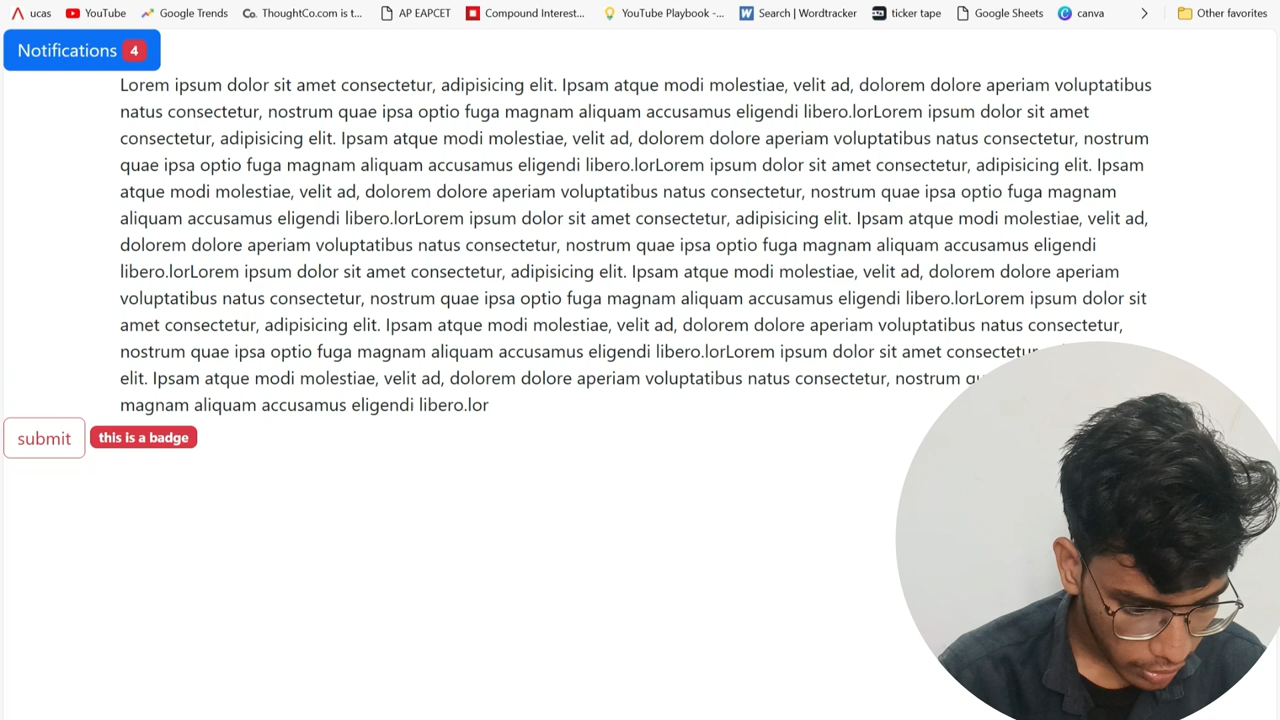 ucas YouTube Google Trends Co. ThoughtCo.com is t... AP EAPCET Compound Interest... YouTube Playbook -... W Search | Wordtracker ticker tape Google Sheets C canva Other favorites
Notifications 4
Lorem ipsum dolor sit amet consectetur, adipisicing elit. Ipsam atque modi molestiae, velit ad, dolorem dolore aperiam voluptatibus
natus consectetur, nostrum quae ipsa optio fuga magnam aliquam accusamus eligendi libero.lorLorem ipsum dolor sit amet
consectetur, adipisicing elit. Ipsam atque modi molestiae, velit ad, dolorem dolore aperiam voluptatibus natus consectetur, nostrum
quae ipsa optio fuga magnam aliquam accusamus eligendi libero.lorLorem ipsum dolor sit amet consectetur, adipisicing elit. Ipsam
atque modi molestiae, velit ad, dolorem dolore aperiam voluptatibus natus consectetur, nostrum quae ipsa optio fuga magnam
aliquam accusamus eligendi libero.lorLorem ipsum dolor sit amet consectetur, adipisicing elit. Ipsam atque modi molestiae, velit ad,
dolorem dolore aperiam voluptatibus natus consectetur, nostrum quae ipsa optio fuga magnam aliquam accusamus eligendi
libero.lorLorem ipsum dolor sit amet consectetur, adipisicing elit. Ipsam atque modi molestiae, velit ad, dolorem dolore aperiam
voluptatibus natus consectetur, nostrum quae ipsa optio fuga magnam aliquam accusamus eligendi libero.lorLorem ipsum dolor sit
amet consectetur, adipisicing elit. Ipsam atque modi molestiae, velit ad, dolorem dolore aperiam voluptatibus natus consectetur,
nostrum quae ipsa optio fuga magnam aliquam accusamus eligendi libero.lorLorem ipsum dolor sit amet consectetur
elit. Ipsam atque modi molestiae, velit ad, dolorem dolore aperiam voluptatibus natus consectetur, nostrum
magnam aliquam accusamus eligendi libero.lor
submit this is a badge